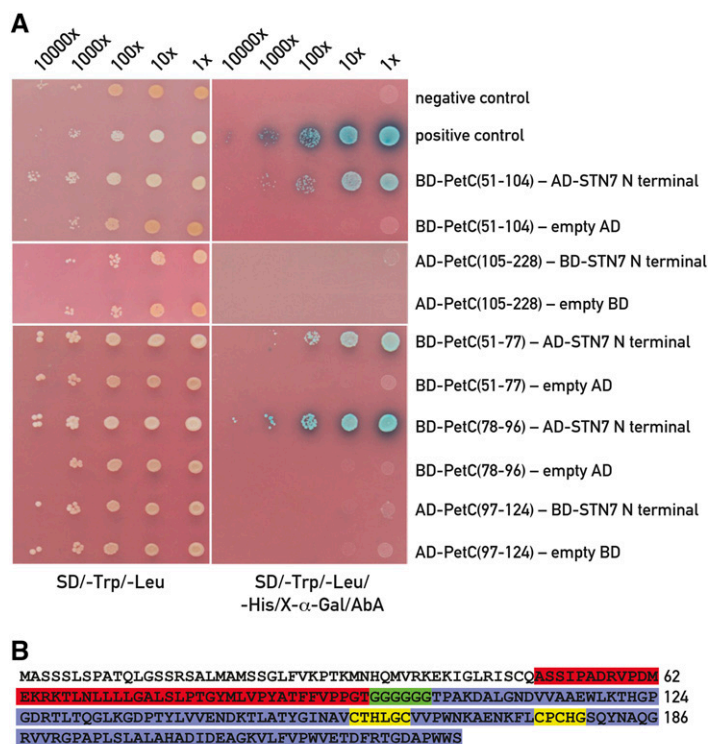 A
10000x 1000x 100x 10x 1x 10000x 1000x 100x 10x 1x
negative control
positive control
BD-PetC(51-104) – AD-STN7 N terminal
BD-PetC(51-104) – empty AD
AD-PetC(105-228) – BD-STN7 N terminal
AD-PetC(105-228) – empty BD
BD-PetC(51-77) – AD-STN7 N terminal
BD-PetC(51-77) – empty AD
BD-PetC(78-96) – AD-STN7 N terminal
BD-PetC(78-96) – empty AD
AD-PetC(97-124) – BD-STN7 N terminal
AD-PetC(97-124) – empty BD
SD/-Trp/-Leu SD/-Trp/-Leu/
-His/X-α-Gal/AbA
B
MASSSLSPATQLGSSRSALMAMSSGLFVKPTKMNHQMVRKEKIGLRISCQASSIPADRVPDM 62
EKRKTLNLLLLGALSLPTGYMLVPYATFFVPPGTGGGGGGTPAKDALGNDVVAAEWLKTHGP 124
GDRTLTQGLKGDPTYLVVENDKTLATYGINAVCTHLGCVVPWNKAENKFLCPCHGSQYNAQG 186
RVVRGPAPLSLALAHADIDEAGKVLFVPWVETDFRTGDAPWWS